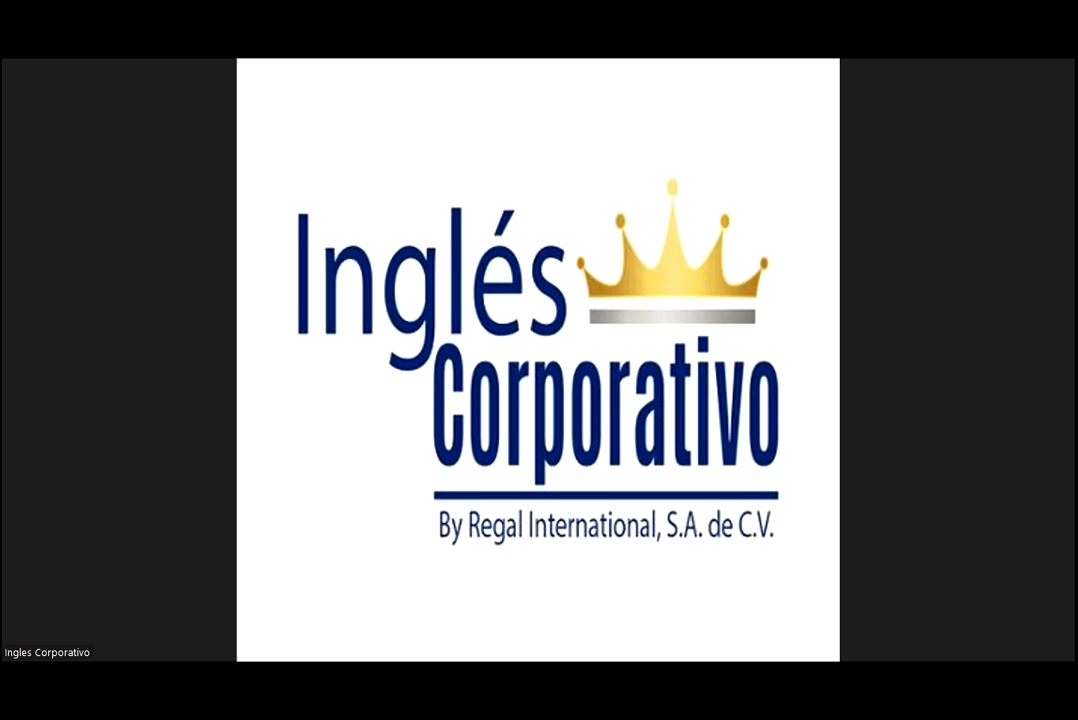 Inglés
Corporativo
By Regal International, S.A. de C.V.
Ingles Corporativo